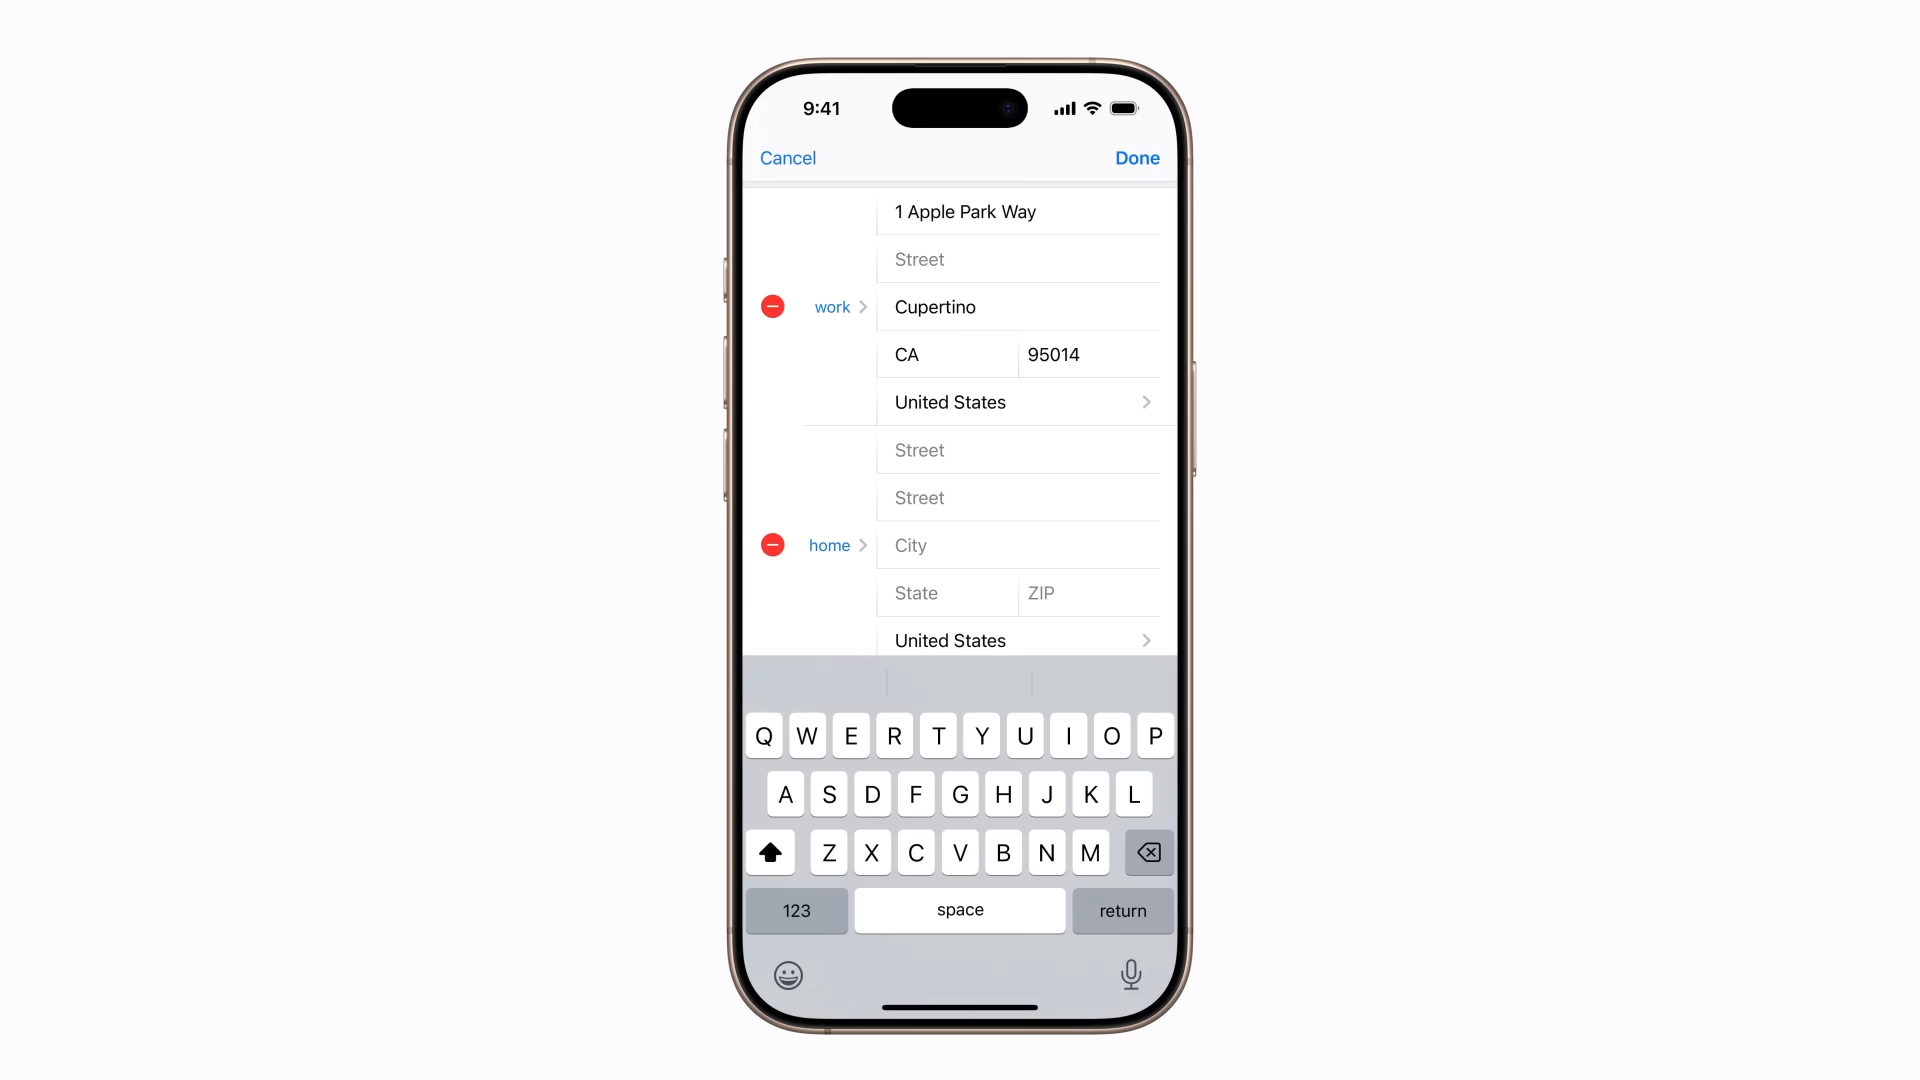 9:41
Cancel Done
1 Apple Park Way
Street
work Cupertino
CA 95014
United States
Street
Street
home City
State ZIP
United States
Q W E R T Y U I O P
A S D F G H J K L
Z X C V B N M
123 space return